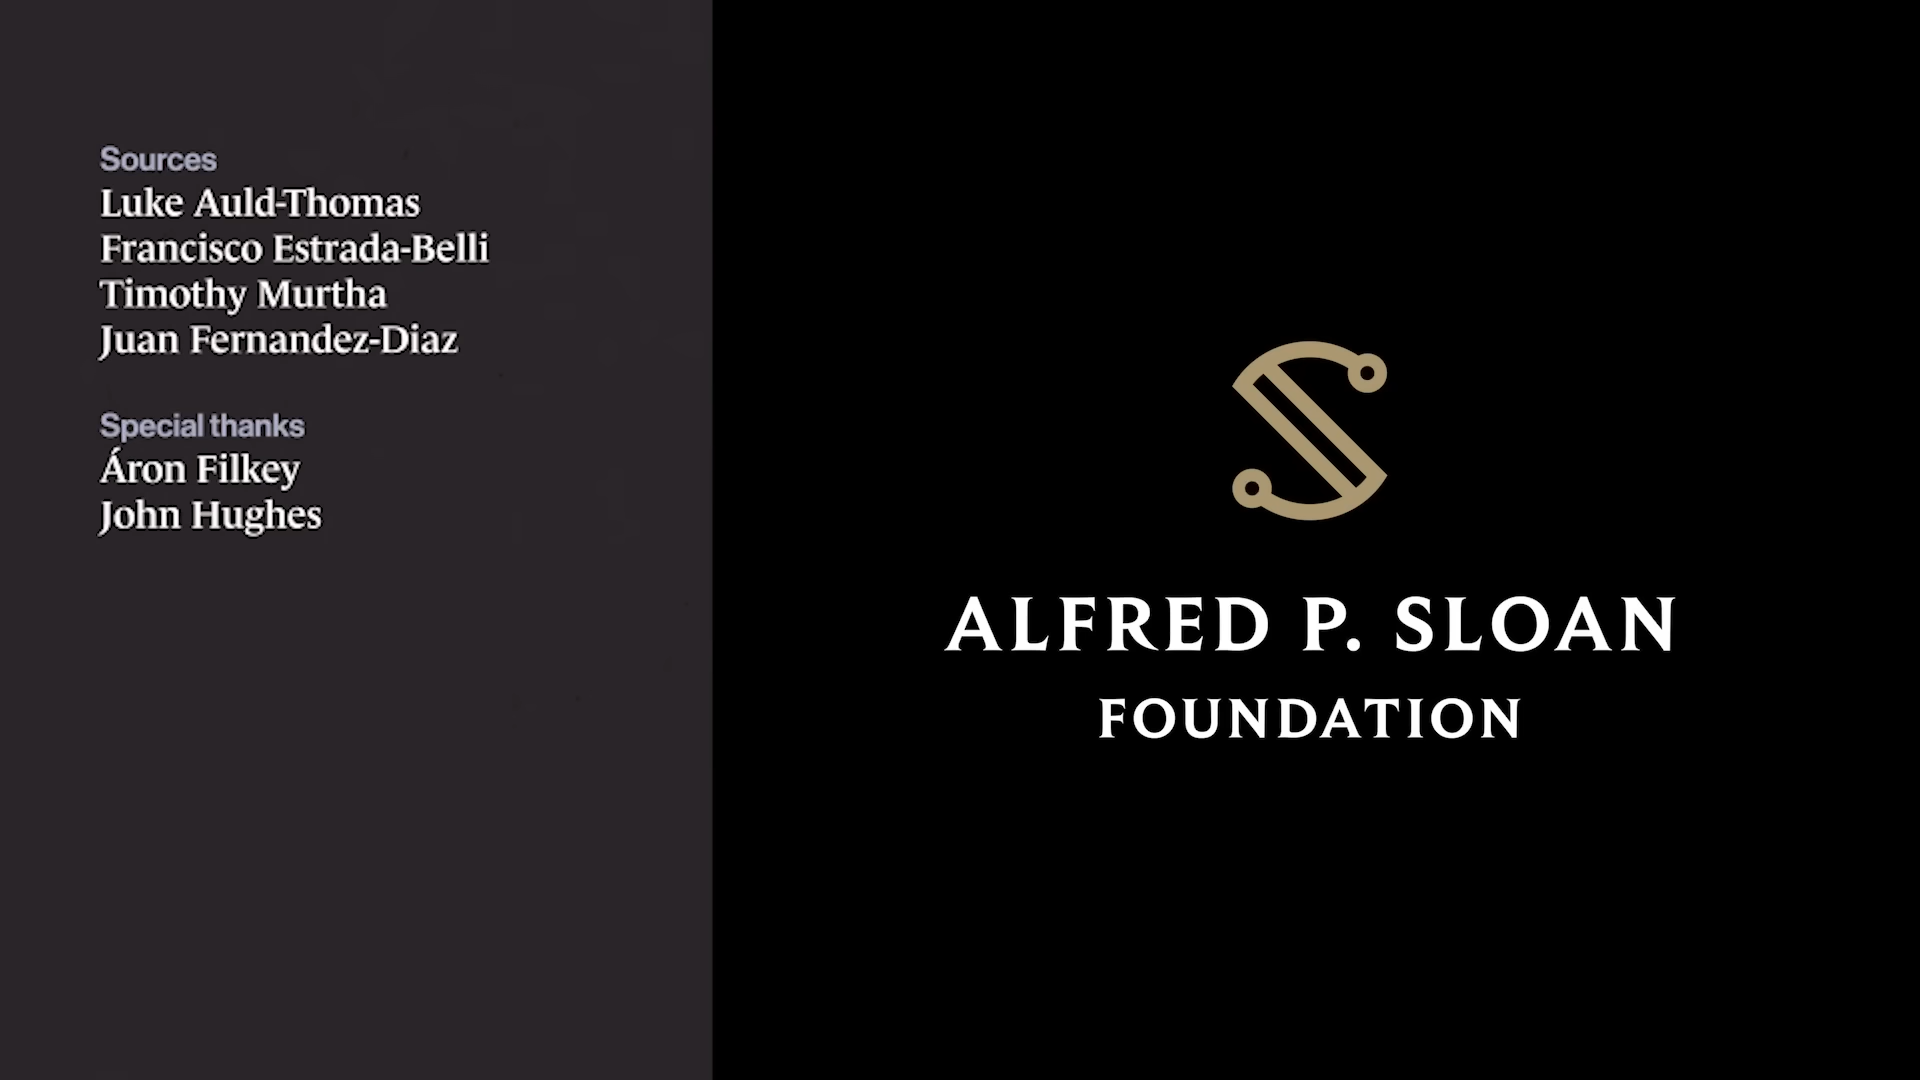 Sources
Luke Auld-Thomas
Francisco Estrada-Belli
Timothy Murtha
Juan Fernandez-Diaz
Special thanks
Áron Filkey
John Hughes
ALFRED P. SLOAN
FOUNDATION